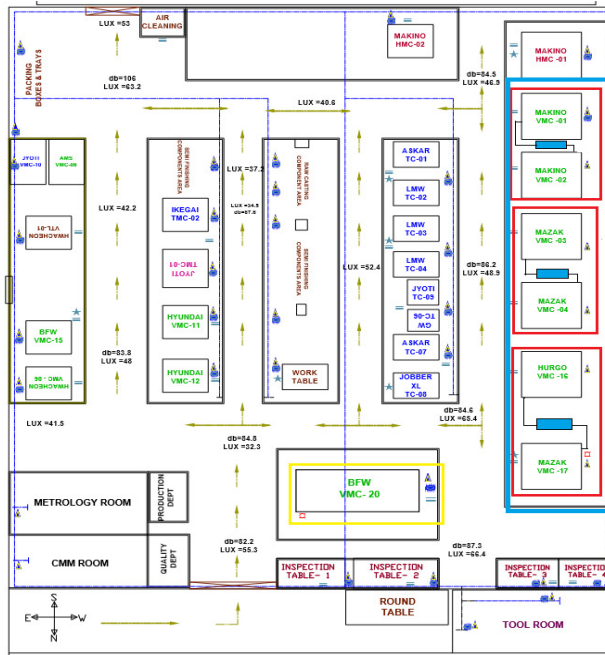 LUX =53
AIR
CLEANING
MAKINO
HMC-02
MAKINO
HMC -01
PACKING
BOXES & TRAYS
db=106
LUX =63.2
db=84.5
LUX =46.9
LUX =40.6
MAKINO
VMC -01
MAKINO
VMC -02
JYOTI
VMC-10
AMS
VMC-09
SEMI FINISHING
COMPONENTS AREA
LUX =37.2
RAW CASTING
COMPONENT AREA
ASKAR
TC-01
LMW
TC-02
LUX =42.2
IKEGAI
TMC-02
HWACHEON
VTL-01
LMW
TC-03
MAZAK
VMC -03
JYOTI
TMC-01
SEMI FINISHING
COMPONENTS AREA
LUX =52.4
LMW
TC-04
db=86.2
LUX =48.9
JYOTI
TC-05
MAZAK
VMC -04
GW
TC-06
BFW
VMC-15
HYUNDAI
VMC-11
ASKAR
TC-07
db=83.8
LUX =48
HWACHEON
VMC - 06
HYUNDAI
VMC-12
WORK
TABLE
JOBBER
XL
TC-08
HURGO
VMC -16
LUX =41.5
db=84.8
LUX =32.3
db=84.6
LUX =65.4
MAZAK
VMC -17
BFW
VMC- 20
METROLOGY ROOM
PRODUCTION
DEPT
CMM ROOM
QUALITY
DEPT
db=82.2
LUX =55.3
db=87.3
LUX =66.4
INSPECTION
TABLE- 1
INSPECTION
TABLE- 2
INSPECTION
TABLE- 3
INSPECTION
TABLE- 4
ROUND
TABLE
TOOL ROOM
S
E
W
N